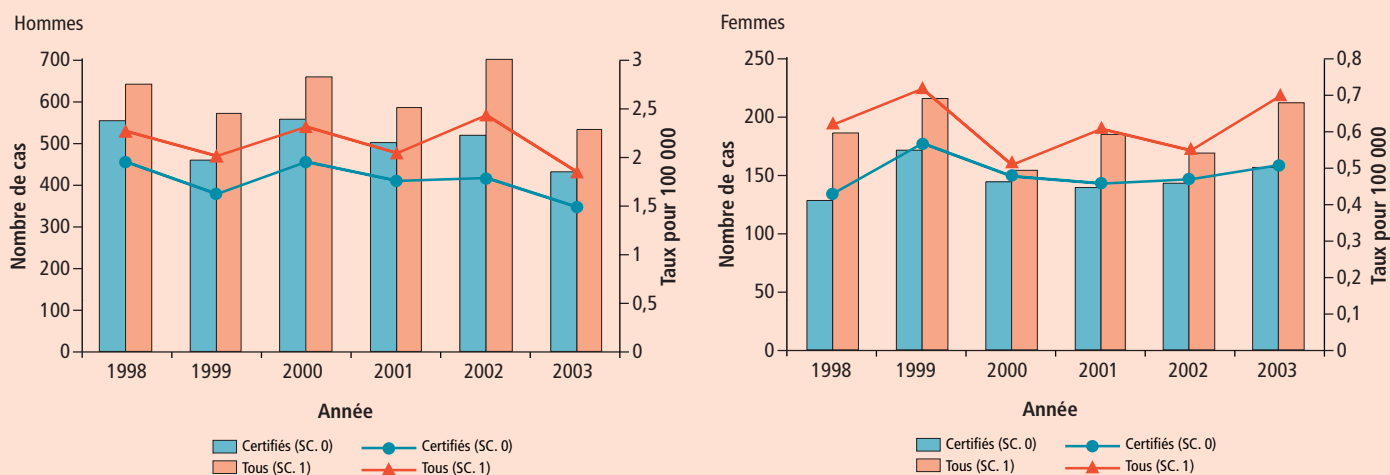 Hommes
Nombre de cas
700
600
500
400
300
200
100
0
3
2,5
2
1,5
1
0,5
0
Taux pour 100 000
1998 1999 2000 2001 2002 2003
Année
Certifiés (SC. 0) Certifiés (SC. 0)
Tous (SC. 1) Tous (SC. 1)
Femmes
Nombre de cas
250
200
150
100
50
0
0,8
0,7
0,6
0,5
0,4
0,3
0,2
0,1
0
Taux pour 100 000
1998 1999 2000 2001 2002 2003
Année
Certifiés (SC. 0) Certifiés (SC. 0)
Tous (SC. 1) Tous (SC. 1)